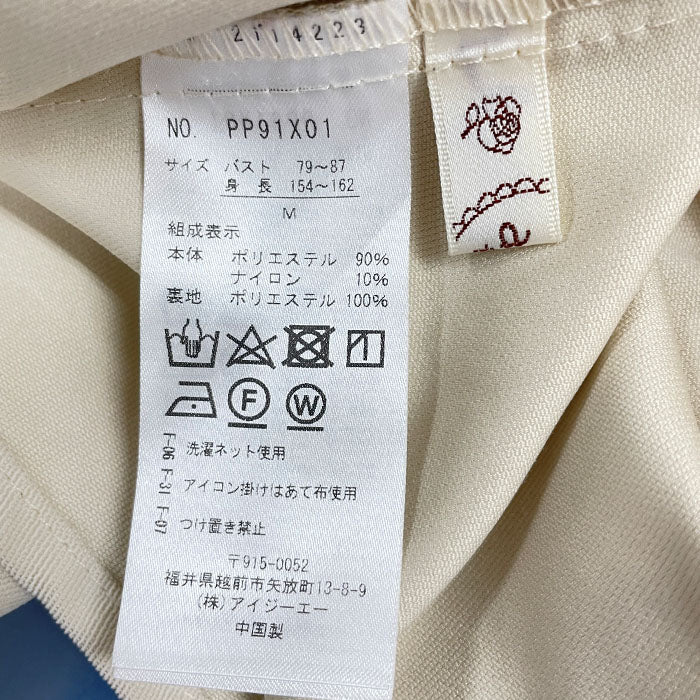 2114223
NO. PP91X01
サイズ バスト 79～87
身 長 154～162
M
組成表示
本体 ポリエステル 90%
ナイロン 10%
裏地 ポリエステル 100%
F
W
F-06 洗濯ネット使用
F-31 アイコン掛けはあて布使用
F-07 つけ置き禁止
〒915-0052
福井県越前市矢放町13-8-9
(株)アイジーエー
中国製